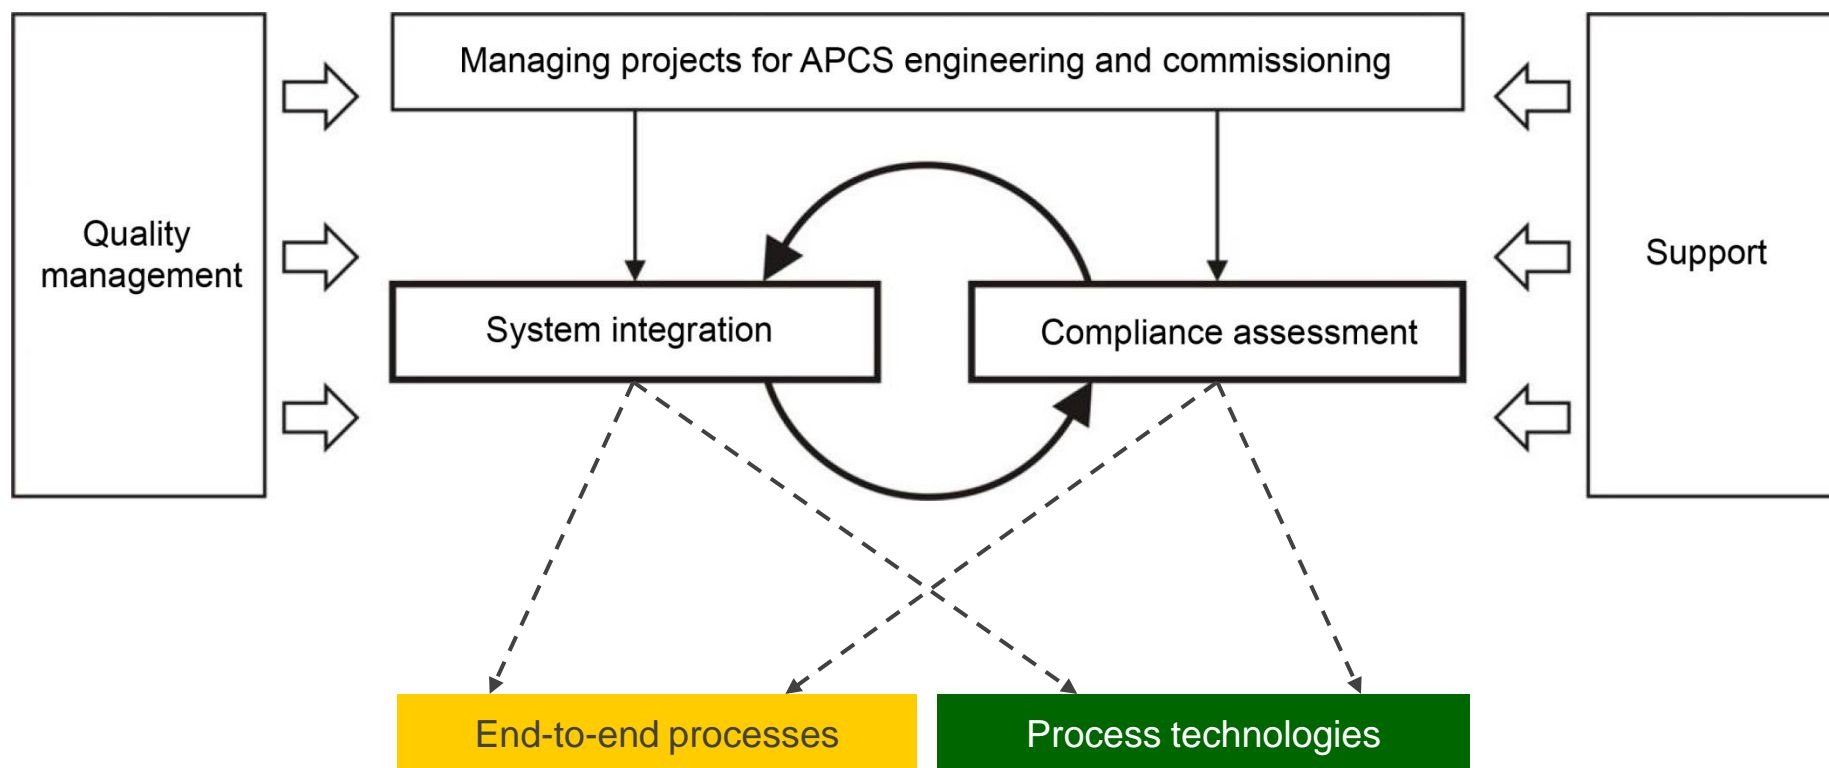 Managing projects for APCS engineering and commissioning
Quality
management
Support
System integration
Compliance assessment
End-to-end processes
Process technologies